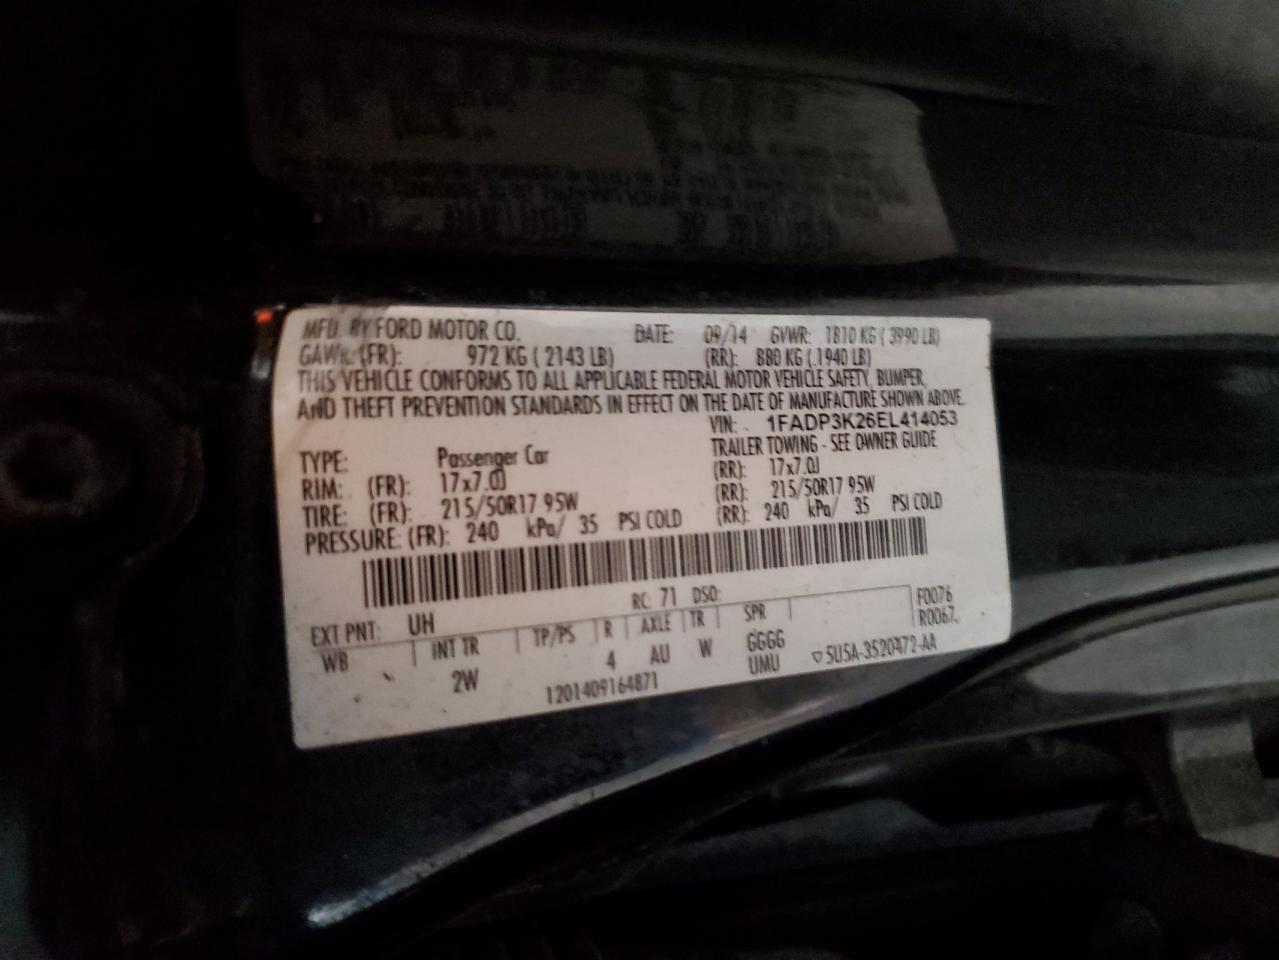 MFD. BY FORD MOTOR CO. DATE: 09/14 GVWR: 1810 KG ( 3990 LB)
GAWR: (FR): 972 KG ( 2143 LB) (RR): 880 KG ( 1940 LB)
THIS VEHICLE CONFORMS TO ALL APPLICABLE FEDERAL MOTOR VEHICLE SAFETY, BUMPER,
AND THEFT PREVENTION STANDARDS IN EFFECT ON THE DATE OF MANUFACTURE SHOWN ABOVE.
VIN: 1FADP3K26EL414053
TYPE: Passenger Car TRAILER TOWING - SEE OWNER GUIDE
RIM: (FR): 17x7.0J (RR): 17x7.0J
TIRE: (FR): 215/50R17 95W (RR): 215/50R17 95W
PRESSURE: (FR): 240 kPa/ 35 PSI COLD (RR): 240 kPa/ 35 PSI COLD
RC: 71 DSO: F0076
EXT PNT: UH R0067
WB INT TR TP/PS R AXLE TR SPR
2W 4 AU W GGGG ▽5U5A-3520472-AA
1201409164871 UMU